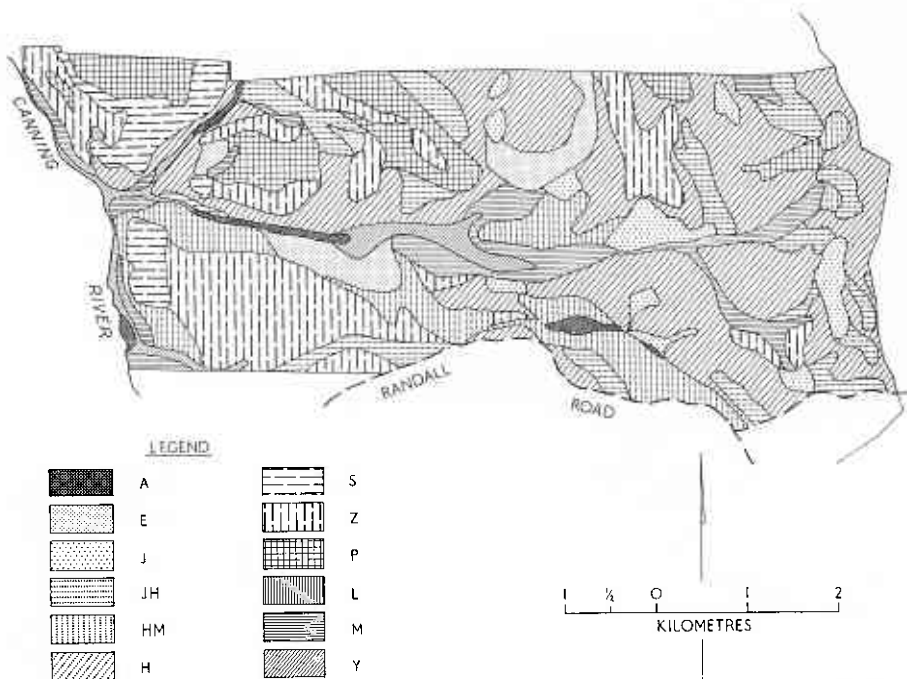 CANNING
RIVER
RANDALL
ROAD
LEGEND
A
E
J
JH
HM
H
S
Z
P
L
M
Y
1 ½ 0 1 2
KILOMETRES